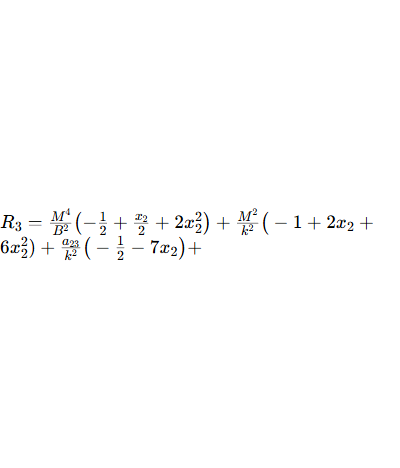 $R_3 = \frac{M^4}{B^2}\left(-\frac{1}{2} + \frac{x_2}{2} + 2x_2^2\right) + \frac{M^2}{k^2}\left(-1 + 2x_2 +$
$6x_2^2\right) + \frac{a_{23}}{k^2}\left(-\frac{1}{2} - 7x_2\right) +$